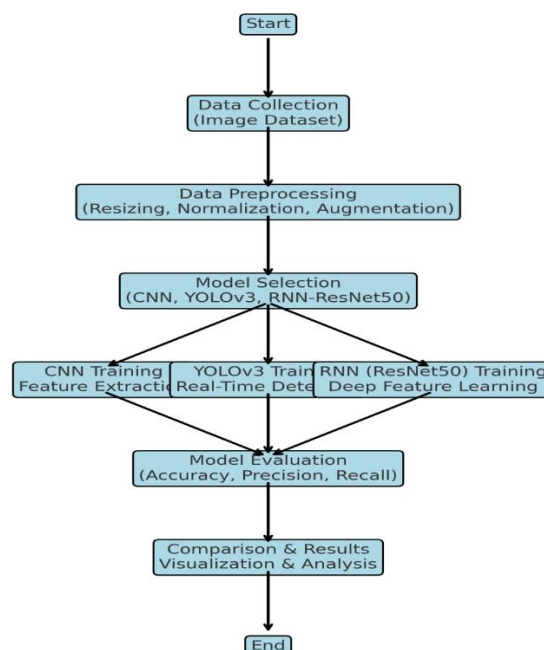 Start
Data Collection
(Image Dataset)
Data Preprocessing
(Resizing, Normalization, Augmentation)
Model Selection
(CNN, YOLOv3, RNN-ResNet50)
CNN Training
Feature Extractio
YOLOv3 Train
Real-Time Dete
RNN (ResNet50) Training
Deep Feature Learning
Model Evaluation
(Accuracy, Precision, Recall)
Comparison & Results
Visualization & Analysis
End